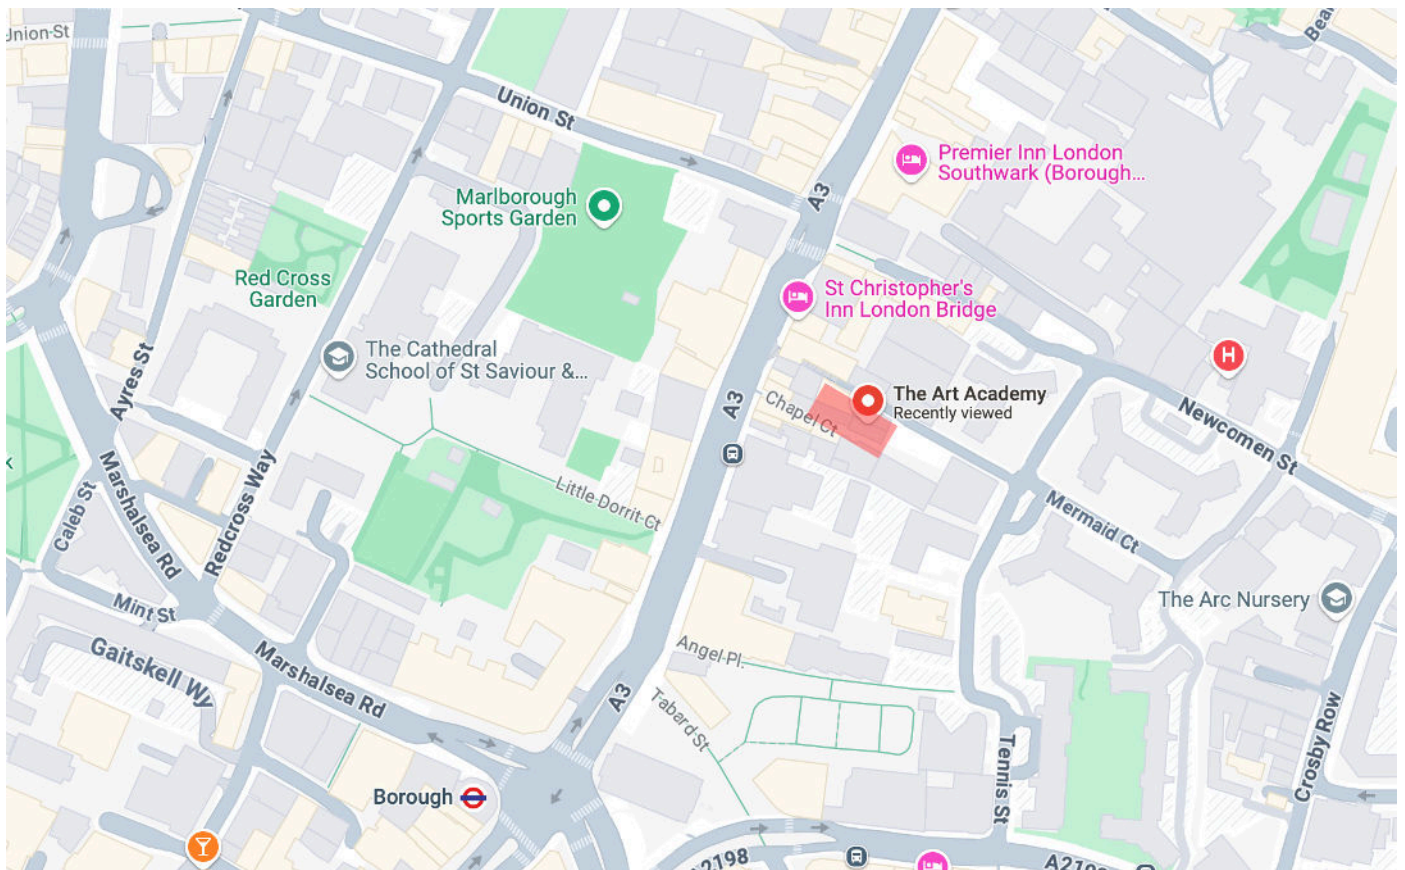 Union St
Union St
Marlborough
Sports Garden
Red Cross
Garden
The Cathedral
School of St Saviour &...
Ayres St
Redcross Way
Caleb St
Marshalsea Rd
Mint St
Gaitskell Wy
Marshalsea Rd
Borough
Little Dorrit Ct
A3
A3
A3
Premier Inn London
Southwark (Borough...
St Christopher's
Inn London Bridge
The Art Academy
Recently viewed
Chapel Ct
H
Newcomen St
Mermaid Ct
The Arc Nursery
Angel Pl.
Tabard St
Tennis St
Crosby Row
A2198